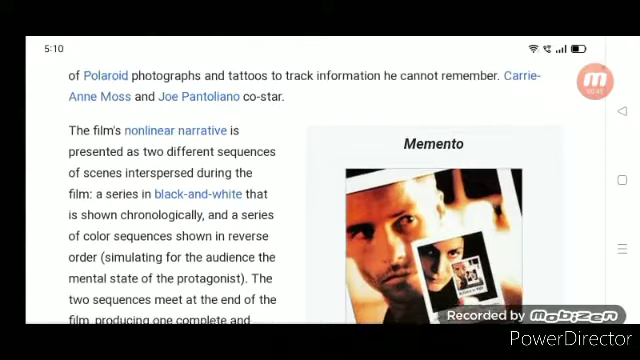 5:10
of Polaroid photographs and tattoos to track information he cannot remember. Carrie-
Anne Moss and Joe Pantoliano co-star.
00:45
The film's nonlinear narrative is
presented as two different sequences
of scenes interspersed during the
film: a series in black-and-white that
is shown chronologically, and a series
of color sequences shown in reverse
order (simulating for the audience the
mental state of the protagonist). The
two sequences meet at the end of the
film, producing one complete and
Memento
Recorded by Mobizen
PowerDirector